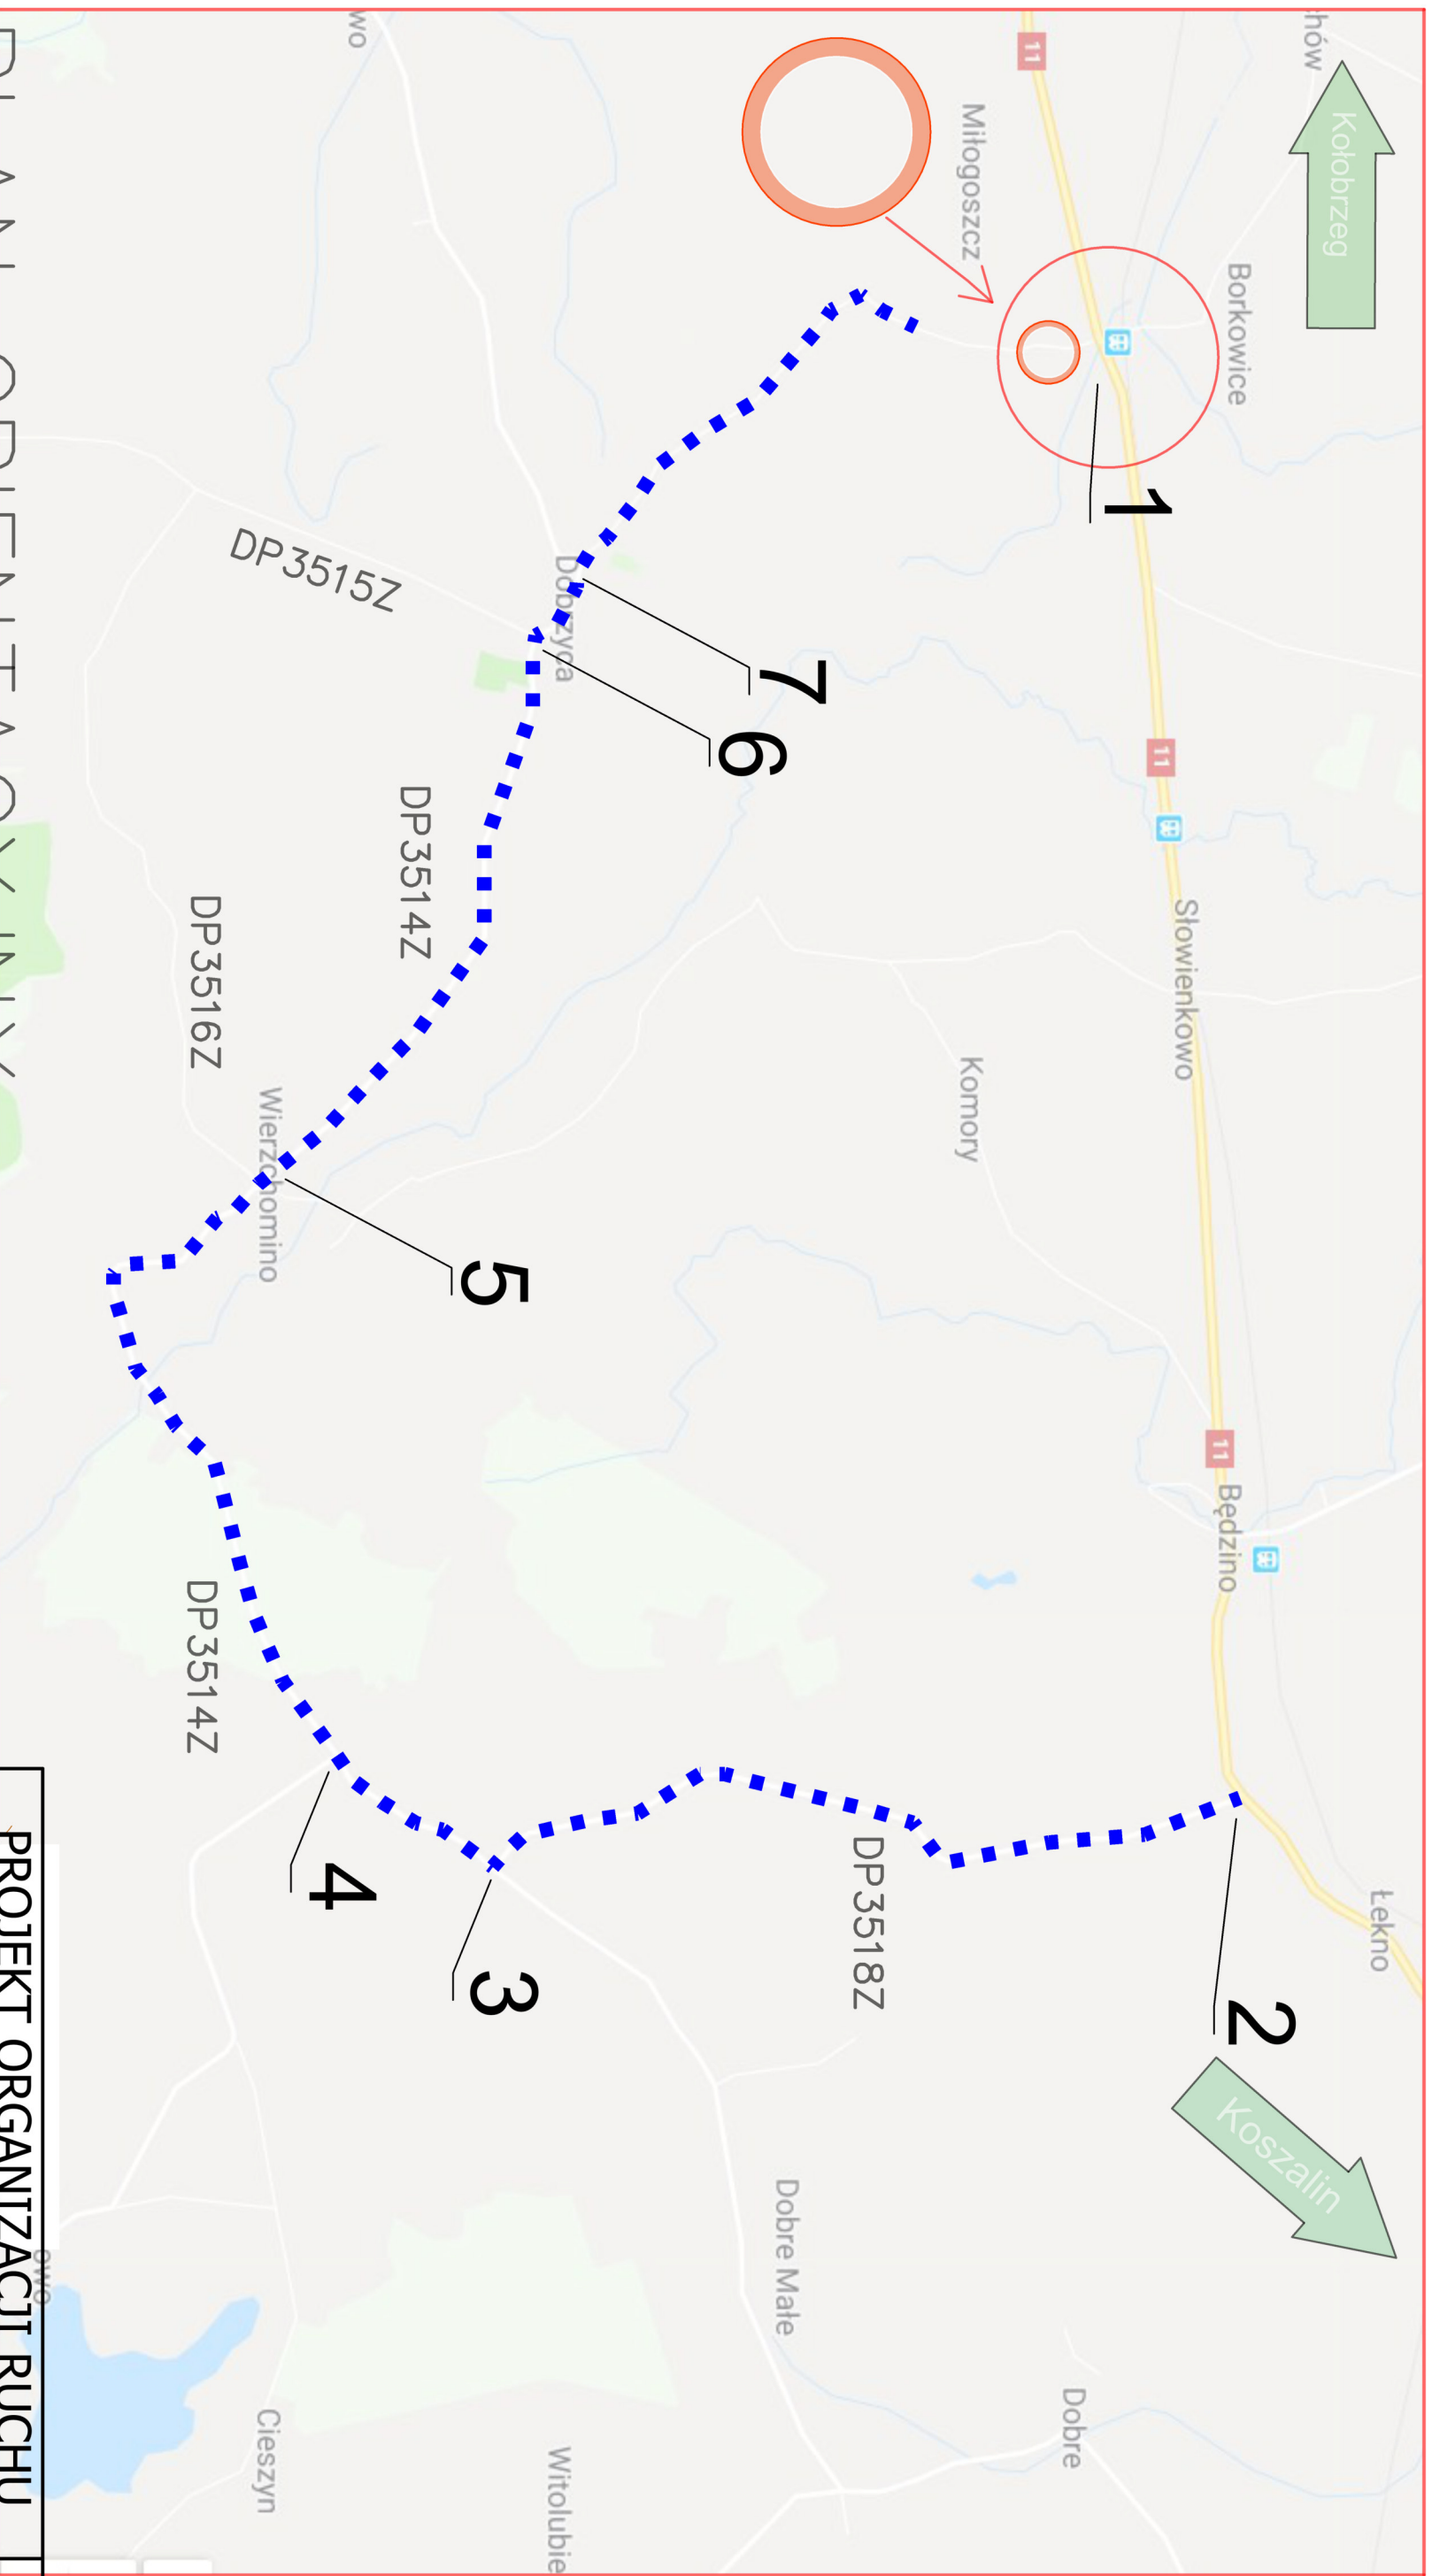 Kołobrzeg
Koszalin
Łekno
Borkowice
2
Będzino
11
Słowienkowo
11
1
11
Miłogoszcz
Komory
Dobre
DP3518Z
7
6
Dobre Małe
Dobrzyca
Witolubie
5
3
DP3514Z
4
DP3515Z
Wierzchomino
Cieszyn
DP3516Z
DP3514Z
PROJEKT ORGANIZACJI RUCHU